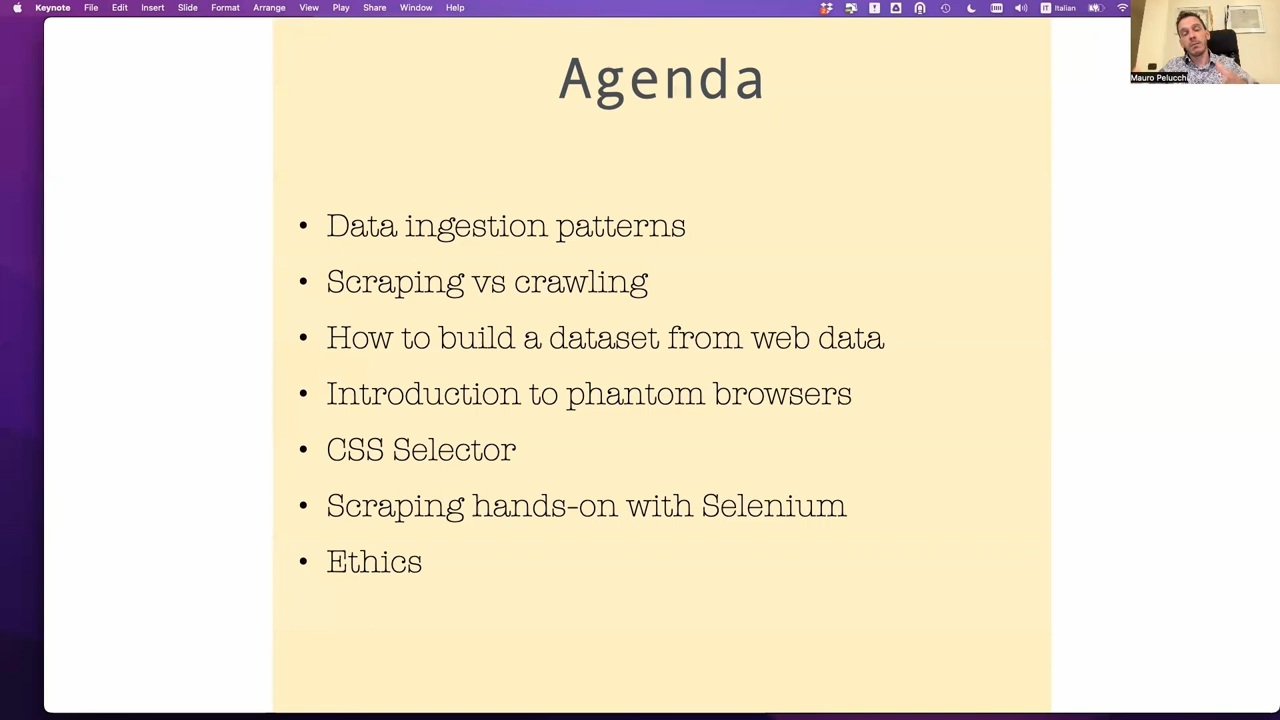 Keynote File Edit Insert Slide Format Arrange View Play Share Window Help
Italian
Mauro Pelucchi
Agenda
• Data ingestion patterns
• Scraping vs crawling
• How to build a dataset from web data
• Introduction to phantom browsers
• CSS Selector
• Scraping hands-on with Selenium
• Ethics